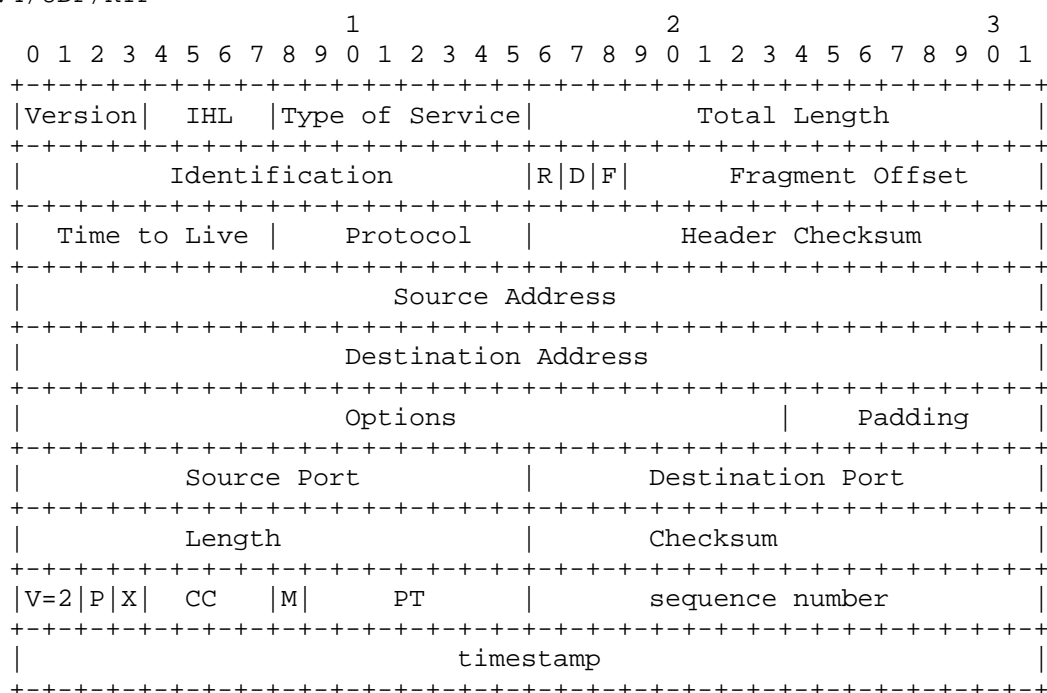 1                   2                   3
 0 1 2 3 4 5 6 7 8 9 0 1 2 3 4 5 6 7 8 9 0 1 2 3 4 5 6 7 8 9 0 1
+-+-+-+-+-+-+-+-+-+-+-+-+-+-+-+-+-+-+-+-+-+-+-+-+-+-+-+-+-+-+-+-+
|Version|  IHL  |Type of Service|          Total Length         |
+-+-+-+-+-+-+-+-+-+-+-+-+-+-+-+-+-+-+-+-+-+-+-+-+-+-+-+-+-+-+-+-+
|         Identification        |R|D|F|      Fragment Offset    |
+-+-+-+-+-+-+-+-+-+-+-+-+-+-+-+-+-+-+-+-+-+-+-+-+-+-+-+-+-+-+-+-+
|  Time to Live |    Protocol   |         Header Checksum       |
+-+-+-+-+-+-+-+-+-+-+-+-+-+-+-+-+-+-+-+-+-+-+-+-+-+-+-+-+-+-+-+-+
|                       Source Address                          |
+-+-+-+-+-+-+-+-+-+-+-+-+-+-+-+-+-+-+-+-+-+-+-+-+-+-+-+-+-+-+-+-+
|                    Destination Address                        |
+-+-+-+-+-+-+-+-+-+-+-+-+-+-+-+-+-+-+-+-+-+-+-+-+-+-+-+-+-+-+-+-+
|                    Options                    |    Padding    |
+-+-+-+-+-+-+-+-+-+-+-+-+-+-+-+-+-+-+-+-+-+-+-+-+-+-+-+-+-+-+-+-+
|          Source Port          |       Destination Port        |
+-+-+-+-+-+-+-+-+-+-+-+-+-+-+-+-+-+-+-+-+-+-+-+-+-+-+-+-+-+-+-+-+
|          Length               |       Checksum                |
+-+-+-+-+-+-+-+-+-+-+-+-+-+-+-+-+-+-+-+-+-+-+-+-+-+-+-+-+-+-+-+-+
|V=2|P|X|  CC   |M|     PT      |       sequence number         |
+-+-+-+-+-+-+-+-+-+-+-+-+-+-+-+-+-+-+-+-+-+-+-+-+-+-+-+-+-+-+-+-+
|                           timestamp                           |
+-+-+-+-+-+-+-+-+-+-+-+-+-+-+-+-+-+-+-+-+-+-+-+-+-+-+-+-+-+-+-+-+